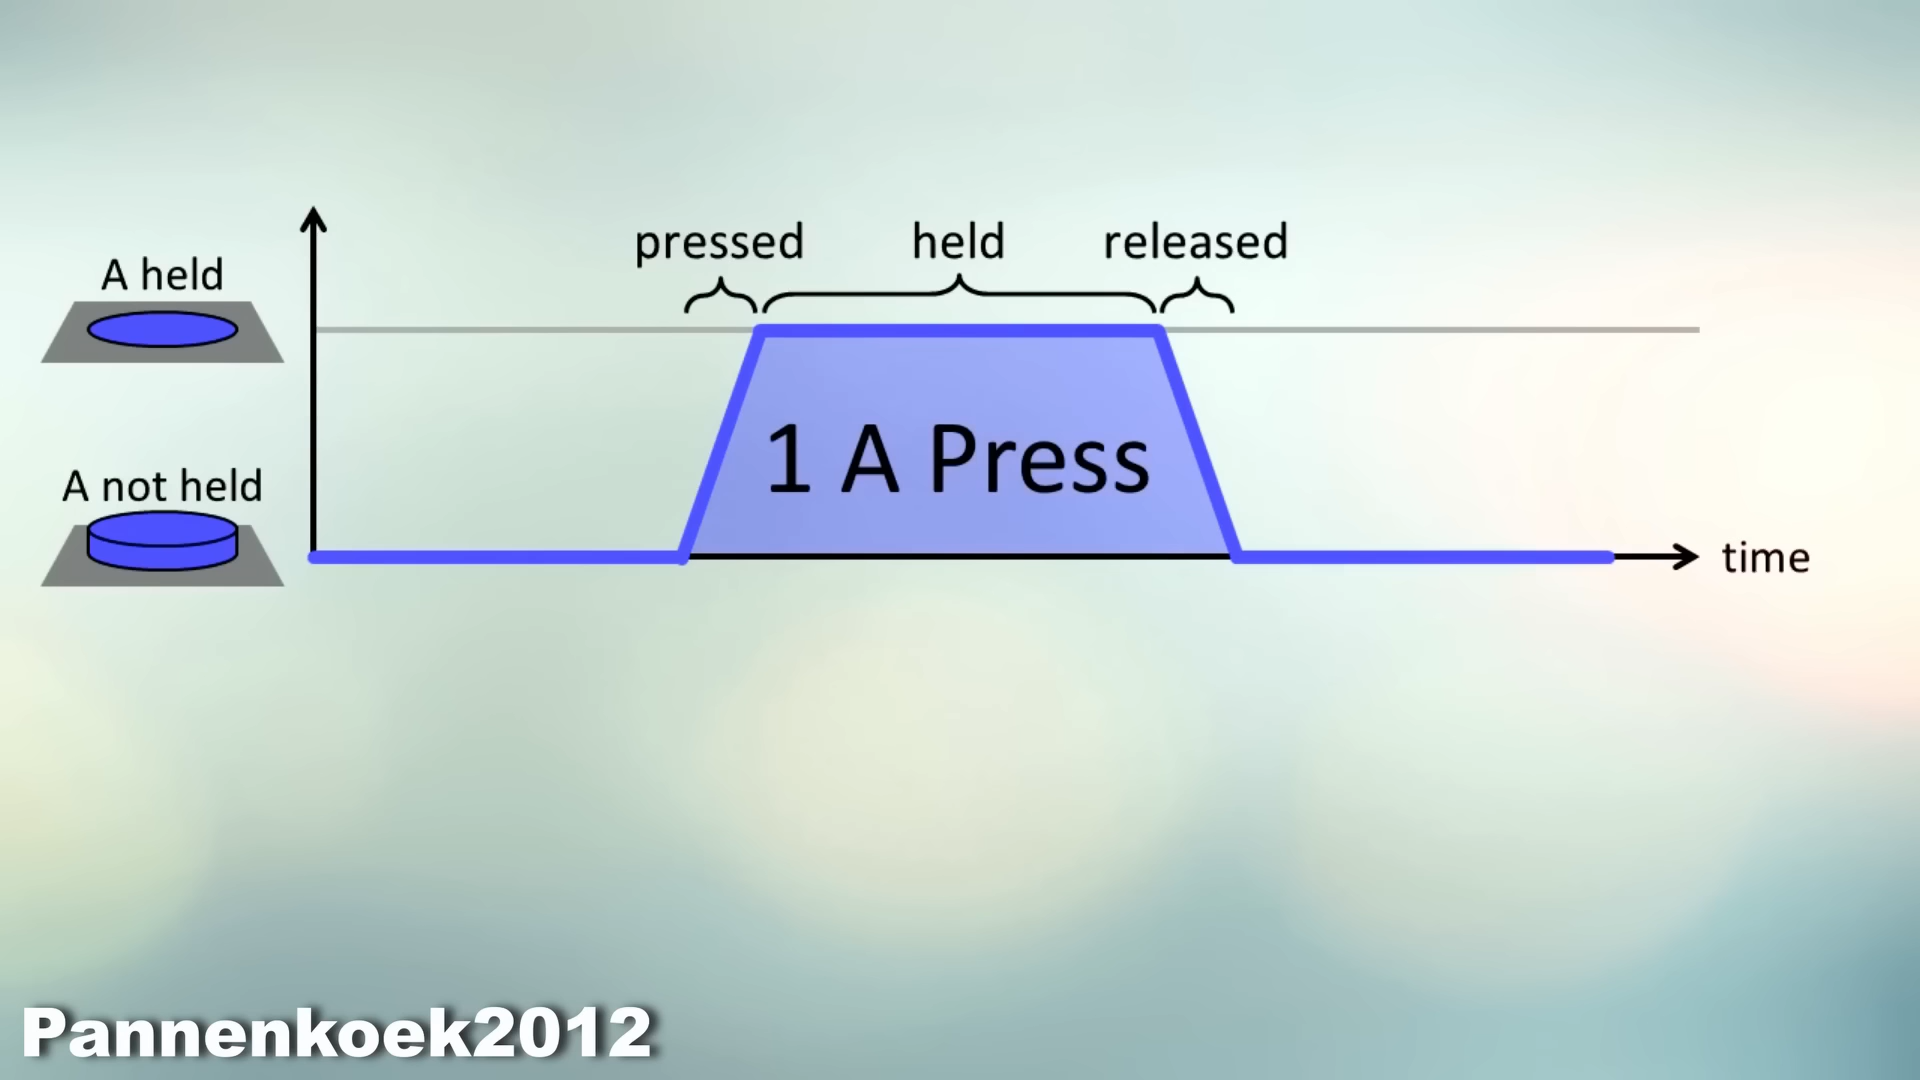 pressed held released
A held
1 A Press
A not held
time
Pannenkoek2012